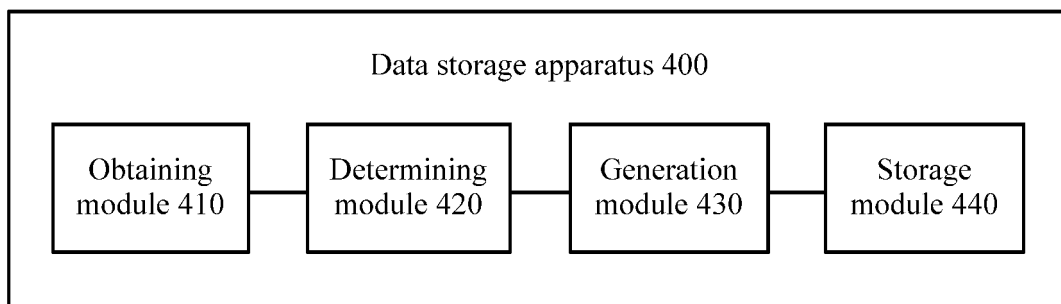 Data storage apparatus 400
Obtaining
module 410
Determining
module 420
Generation
module 430
Storage
module 440